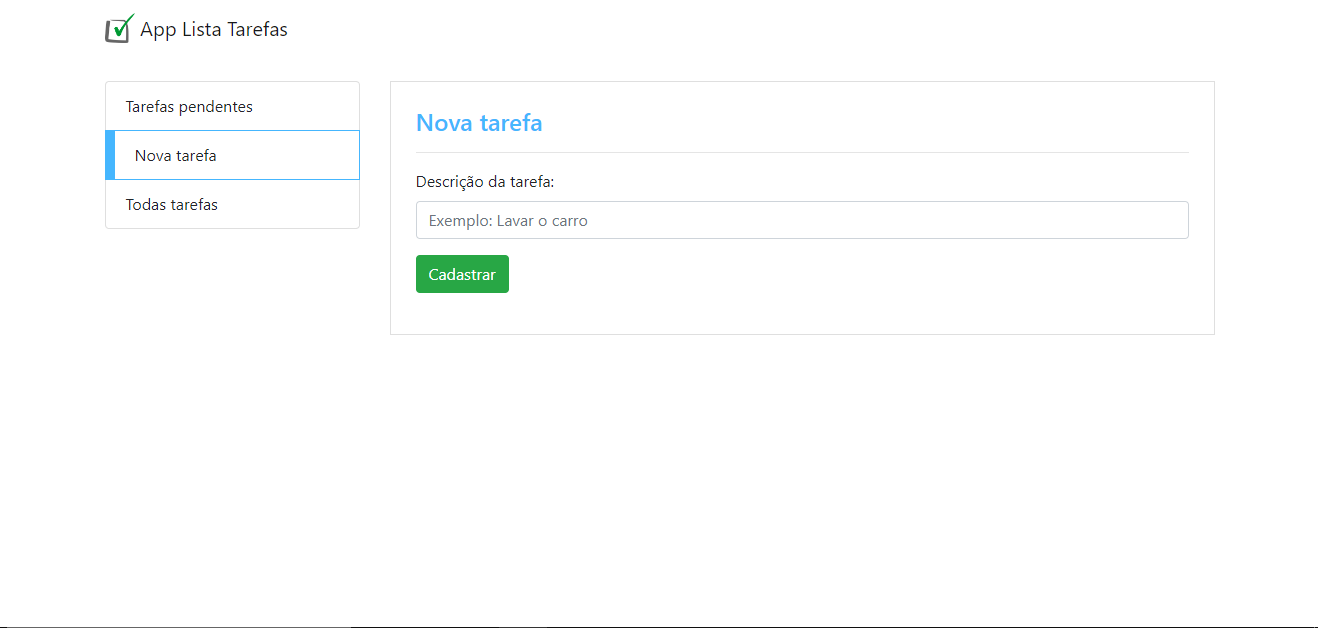 App Lista Tarefas
Tarefas pendentes
Nova tarefa
Todas tarefas
Nova tarefa
Descrição da tarefa:
Exemplo: Lavar o carro
Cadastrar